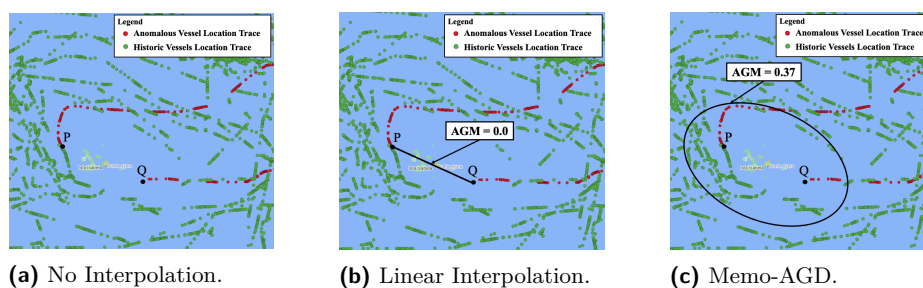 Legend
Anomalous Vessel Location Trace
Historic Vessels Location Trace
P
Q
(a) No Interpolation.
Legend
Anomalous Vessel Location Trace
Historic Vessels Location Trace
AGM = 0.0
P
Q
(b) Linear Interpolation.
Legend
Anomalous Vessel Location Trace
Historic Vessels Location Trace
AGM = 0.37
P
Q
(c) Memo-AGD.